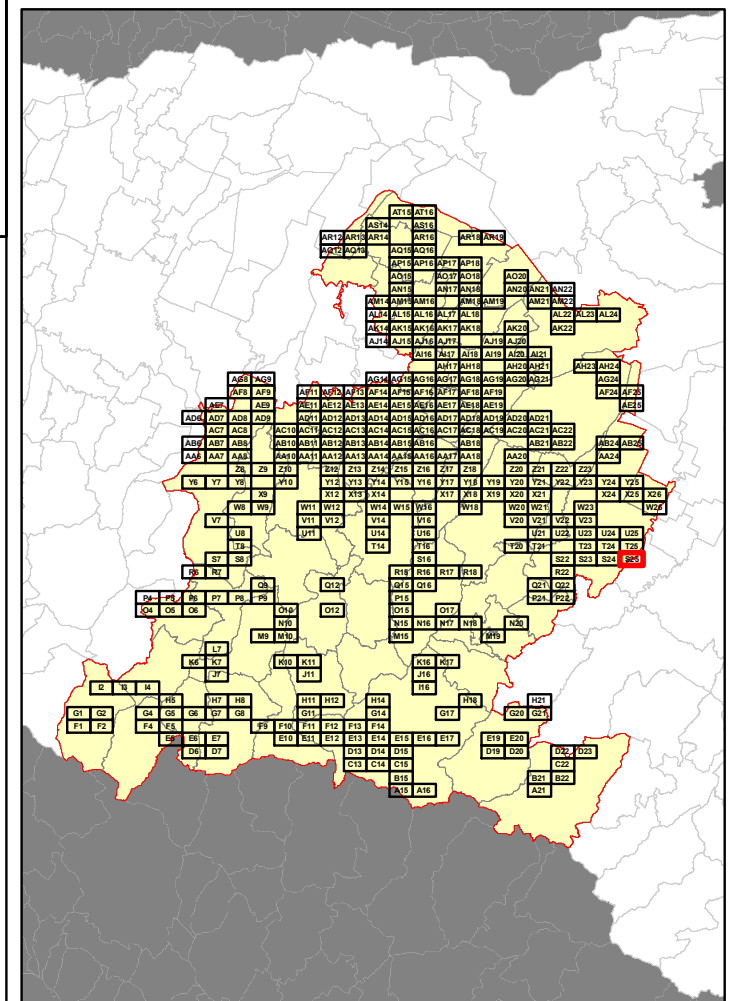 AT15 AT16
AS14 AS16
AR12 AR13 AR14 AR16 AR18 AR19
AQ12 AQ13 AQ15 AQ16
AP15 AP16 AP17 AP18
AO15 AO17 AO18 AO20
AN15 AN17 AN18 AN20 AN21 AN22
AM14 AM15 AM16 AM18 AM19 AM21 AM22
AL14 AL15 AL16 AL17 AL18 AL22 AL23 AL24
AK14 AK15 AK16 AK17 AK18 AK20 AK22
AJ14 AJ15 AJ16 AJ17 AJ19 AJ20
AI16 AI17 AI18 AI19 AI20 AI21
AH17 AH18 AH20 AH21 AH23 AH24
AG8 AG9 AG14 AG15 AG16 AG17 AG18 AG19 AG20 AG21 AG24
AF8 AF9 AF11 AF12 AF13 AF14 AF15 AF16 AF17 AF18 AF19 AF24 AF25
AE7 AE9 AE11 AE12 AE13 AE14 AE15 AE16 AE17 AE18 AE19 AE25
AD6 AD7 AD8 AD9 AD11 AD12 AD13 AD14 AD15 AD16 AD17 AD18 AD19 AD20 AD21
AC7 AC8 AC10 AC11 AC12 AC13 AC14 AC15 AC16 AC17 AC18 AC19 AC20 AC21 AC22
AB6 AB7 AB8 AB10 AB11 AB12 AB13 AB14 AB15 AB16 AB18 AB21 AB22 AB24 AB25
AA6 AA7 AA8 AA10 AA11 AA12 AA13 AA14 AA15 AA16 AA17 AA18 AA20 AA24
Z8 Z9 Z10 Z12 Z13 Z14 Z15 Z16 Z17 Z18 Z20 Z21 Z22 Z23
Y6 Y7 Y8 Y10 Y12 Y13 Y14 Y15 Y16 Y17 Y18 Y19 Y20 Y21 Y22 Y23 Y24 Y25
X9 X12 X13 X14 X17 X18 X19 X20 X21 X24 X25 X26
W8 W9 W11 W12 W14 W15 W16 W18 W20 W21 W23 W26
V7 V11 V12 V14 V16 V20 V21 V22 V23
U8 U11 U14 U16 U21 U22 U23 U24 U25
T8 T14 T16 T20 T21 T23 T24 T25
S7 S8 S16 S22 S23 S24 S25
R6 R7 R15 R16 R17 R18 R22
Q9 Q12 Q15 Q16 Q21 Q22
P4 P5 P6 P7 P8 P9 P15 P21 P22
O4 O5 O6 O10 O12 O15 O17
N10 N15 N16 N17 N18 N20
M9 M10 M15 M19
L7
K6 K7 K10 K11 K16 K17
J7 J11 J16
I2 I3 I4 I16
H5 H7 H8 H11 H12 H14 H18 H21
G1 G2 G4 G5 G6 G7 G8 G11 G14 G17 G20 G21
F1 F2 F4 F5 F9 F10 F11 F12 F13 F14
E5 E6 E7 E10 E11 E12 E13 E14 E15 E16 E17 E19 E20
D6 D7 D13 D14 D15 D19 D20 D22 D23
C13 C14 C15 C22
B15 B21 B22
A15 A16 A21